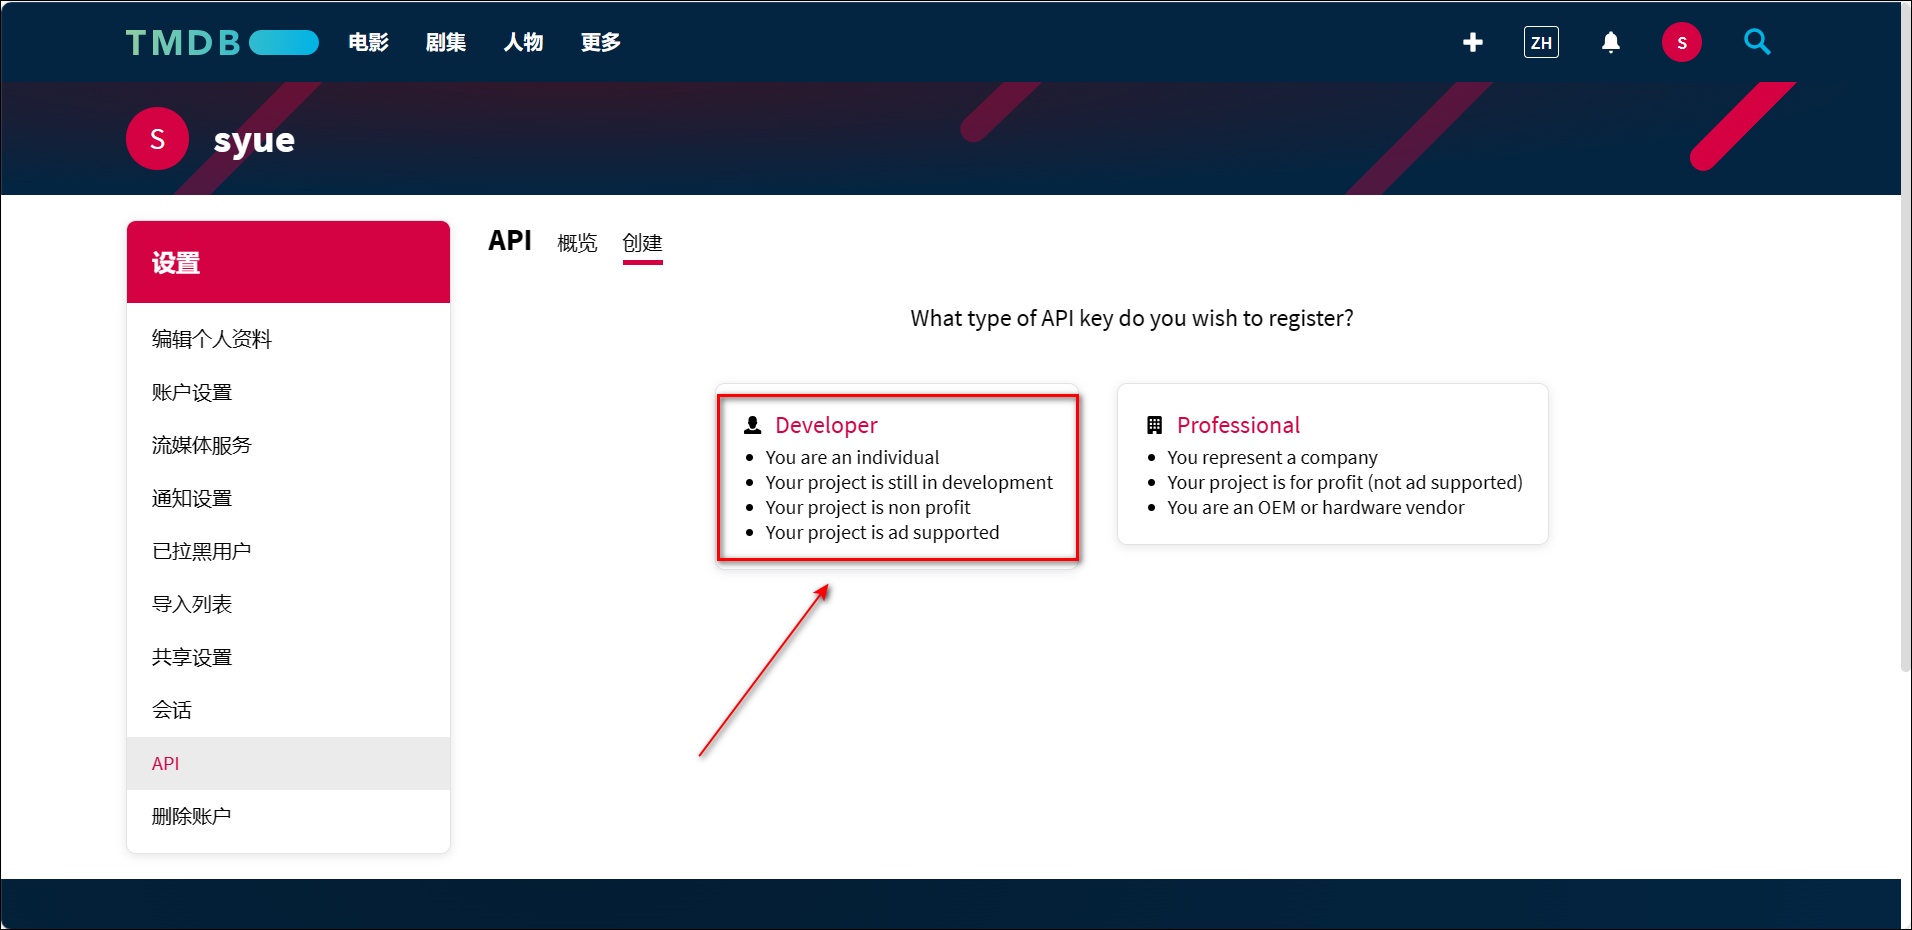 TMDB 电影 剧集 人物 更多 ZH S
S syue
设置
编辑个人资料
账户设置
流媒体服务
通知设置
已拉黑用户
导入列表
共享设置
会话
API
删除账户
API 概览 创建
What type of API key do you wish to register?
Developer
You are an individual
Your project is still in development
Your project is non profit
Your project is ad supported
Professional
You represent a company
Your project is for profit (not ad supported)
You are an OEM or hardware vendor